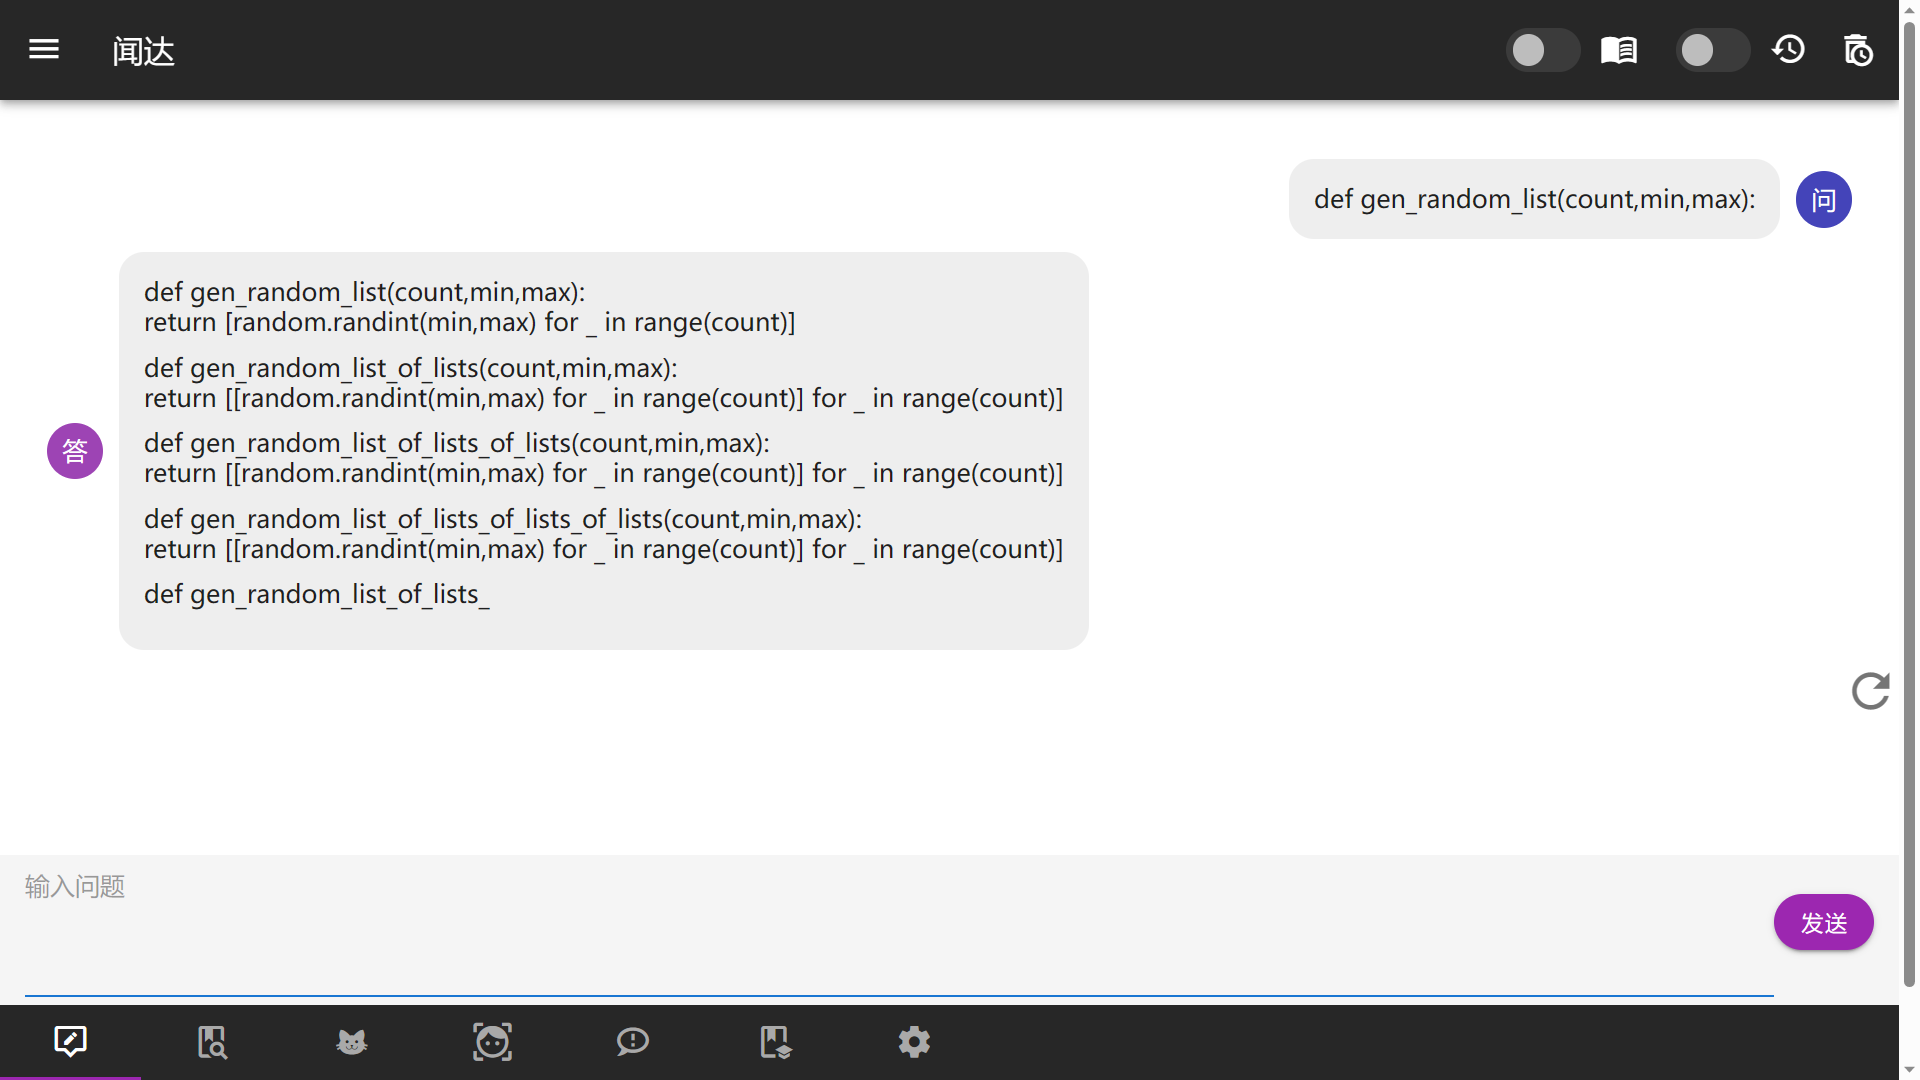 闻达
def gen_random_list(count,min,max):
问
def gen_random_list(count,min,max):
return [random.randint(min,max) for _ in range(count)]
def gen_random_list_of_lists(count,min,max):
return [[random.randint(min,max) for _ in range(count)] for _ in range(count)]
def gen_random_list_of_lists_of_lists(count,min,max):
return [[random.randint(min,max) for _ in range(count)] for _ in range(count)]
def gen_random_list_of_lists_of_lists_of_lists(count,min,max):
return [[random.randint(min,max) for _ in range(count)] for _ in range(count)]
def gen_random_list_of_lists_
答
输入问题
发送